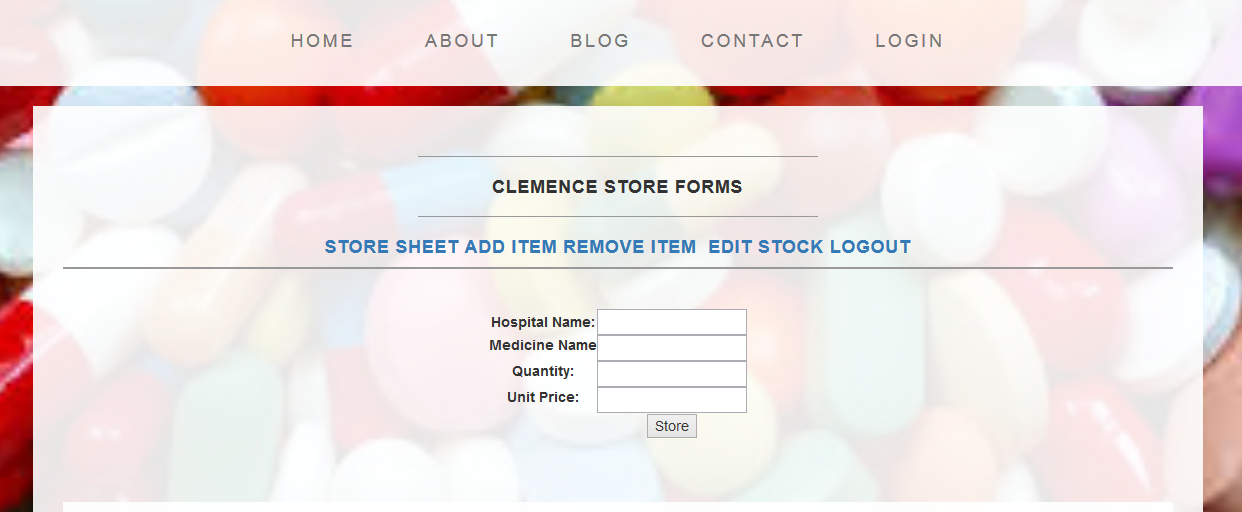 HOME ABOUT BLOG CONTACT LOGIN
CLEMENCE STORE FORMS
STORE SHEET ADD ITEM REMOVE ITEM EDIT STOCK LOGOUT
Hospital Name:
Medicine Name
Quantity:
Unit Price:
Store